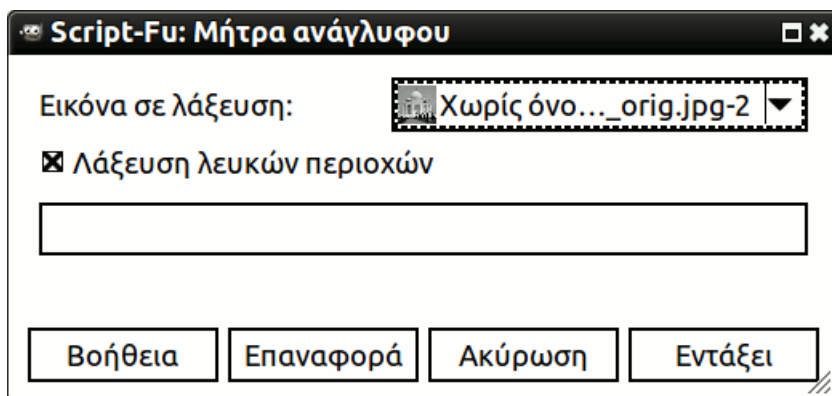 Script-Fu: Μήτρα ανάγλυφου
Εικόνα σε λάξευση: Χωρίς όνο..._orig.jpg-2
Λάξευση λευκών περιοχών
Βοήθεια Επαναφορά Ακύρωση Εντάξει